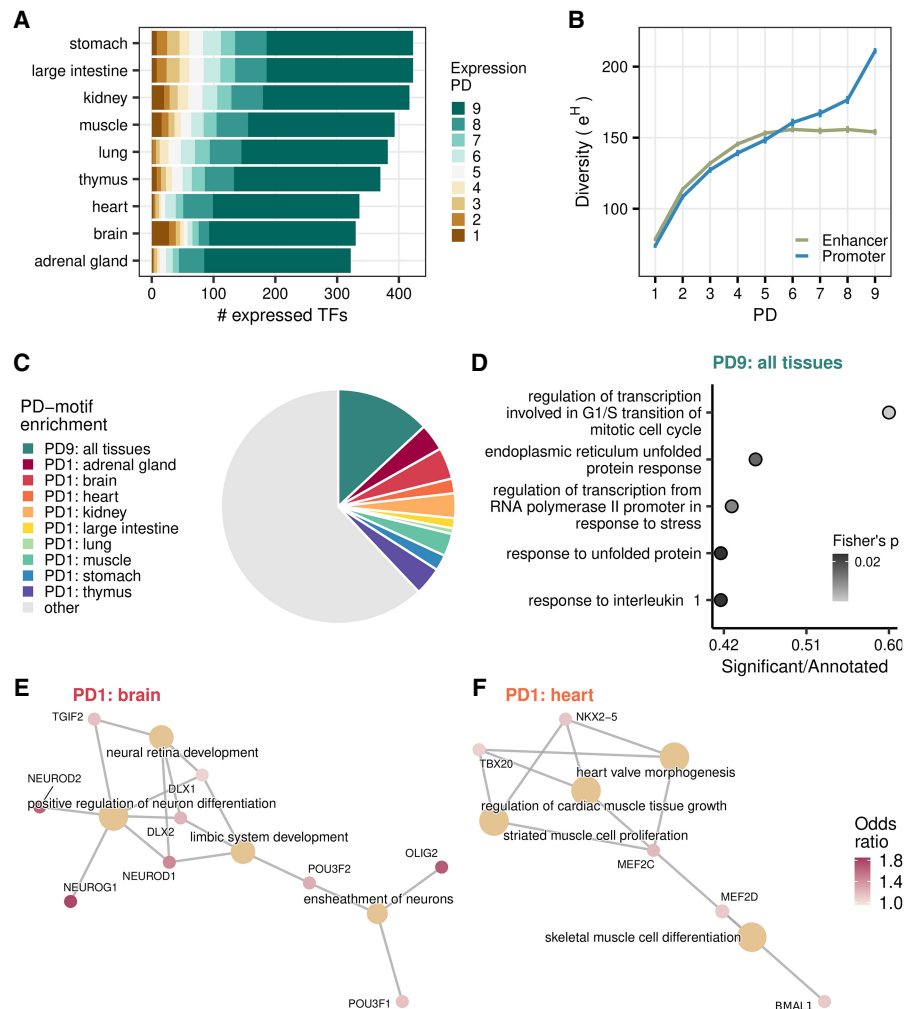 A
stomach
large intestine
kidney
muscle
lung
thymus
heart
brain
adrenal gland
0
100
200
300
400
# expressed TFs
Expression
PD
9
8
7
6
5
4
3
2
1
B
Diversity ( e^H )
200
150
100
Enhancer
Promoter
1 2 3 4 5 6 7 8 9
PD
C
PD−motif
enrichment
PD9: all tissues
PD1: adrenal gland
PD1: brain
PD1: heart
PD1: kidney
PD1: large intestine
PD1: lung
PD1: muscle
PD1: stomach
PD1: thymus
other
D
PD9: all tissues
regulation of transcription
involved in G1/S transition of
mitotic cell cycle
endoplasmic reticulum unfolded
protein response
regulation of transcription from
RNA polymerase II promoter in
response to stress
response to unfolded protein
response to interleukin 1
Fisher's p
0.02
0.42
0.51
0.60
Significant/Annotated
E
PD1: brain
TGIF2
neural retina development
NEUROD2
DLX1
positive regulation of neuron differentiation
DLX2
limbic system development
NEUROD1
NEUROG1
POU3F2
OLIG2
ensheathment of neurons
POU3F1
F
PD1: heart
NKX2−5
TBX20
heart valve morphogenesis
regulation of cardiac muscle tissue growth
striated muscle cell proliferation
MEF2C
MEF2D
skeletal muscle cell differentiation
BMAL1
Odds
ratio
1.8
1.4
1.0